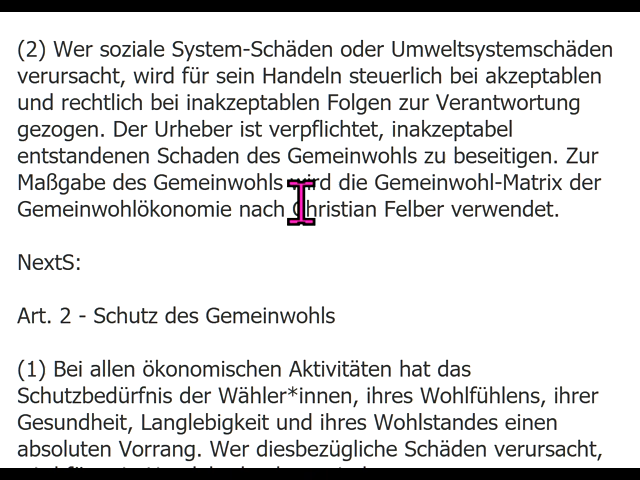 (2) Wer soziale System-Schäden oder Umweltsystemschäden
verursacht, wird für sein Handeln steuerlich bei akzeptablen
und rechtlich bei inakzeptablen Folgen zur Verantwortung
gezogen. Der Urheber ist verpflichtet, inakzeptabel
entstandenen Schaden des Gemeinwohls zu beseitigen. Zur
Maßgabe des Gemeinwohls wird die Gemeinwohl-Matrix der
Gemeinwohlökonomie nach Christian Felber verwendet.
NextS:
Art. 2 - Schutz des Gemeinwohls
(1) Bei allen ökonomischen Aktivitäten hat das
Schutzbedürfnis der Wähler*innen, ihres Wohlfühlens, ihrer
Gesundheit, Langlebigkeit und ihres Wohlstandes einen
absoluten Vorrang. Wer diesbezügliche Schäden verursacht,